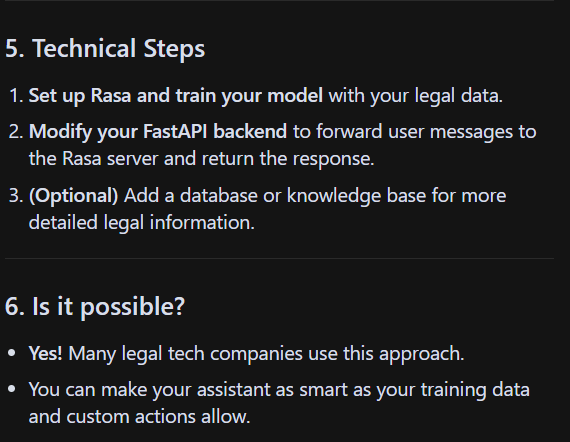 5. Technical Steps
1. Set up Rasa and train your model with your legal data.
2. Modify your FastAPI backend to forward user messages to
the Rasa server and return the response.
3. (Optional) Add a database or knowledge base for more
detailed legal information.
6. Is it possible?
• Yes! Many legal tech companies use this approach.
• You can make your assistant as smart as your training data
and custom actions allow.